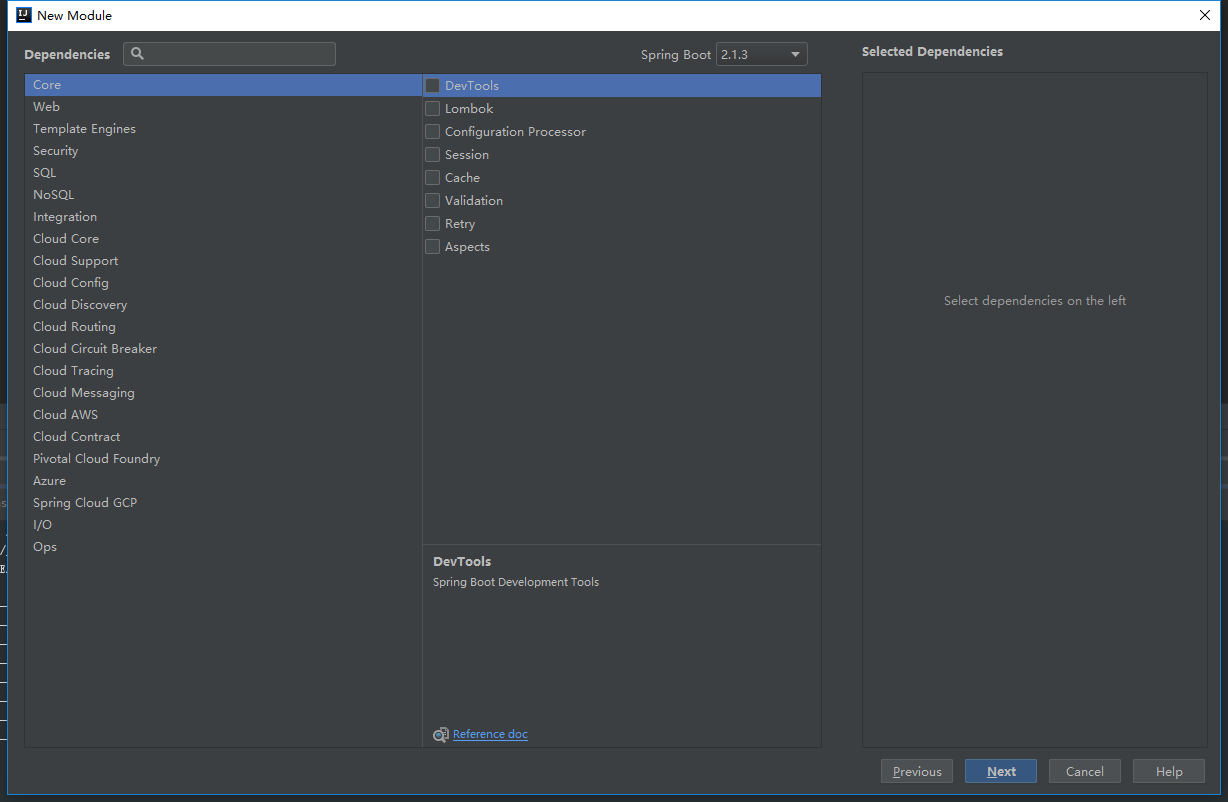 New Module
Dependencies
Spring Boot 2.1.3
Selected Dependencies
Core
Web
Template Engines
Security
SQL
NoSQL
Integration
Cloud Core
Cloud Support
Cloud Config
Cloud Discovery
Cloud Routing
Cloud Circuit Breaker
Cloud Tracing
Cloud Messaging
Cloud AWS
Cloud Contract
Pivotal Cloud Foundry
Azure
Spring Cloud GCP
I/O
Ops
DevTools
Lombok
Configuration Processor
Session
Cache
Validation
Retry
Aspects
DevTools
Spring Boot Development Tools
Reference doc
Select dependencies on the left
Previous
Next
Cancel
Help